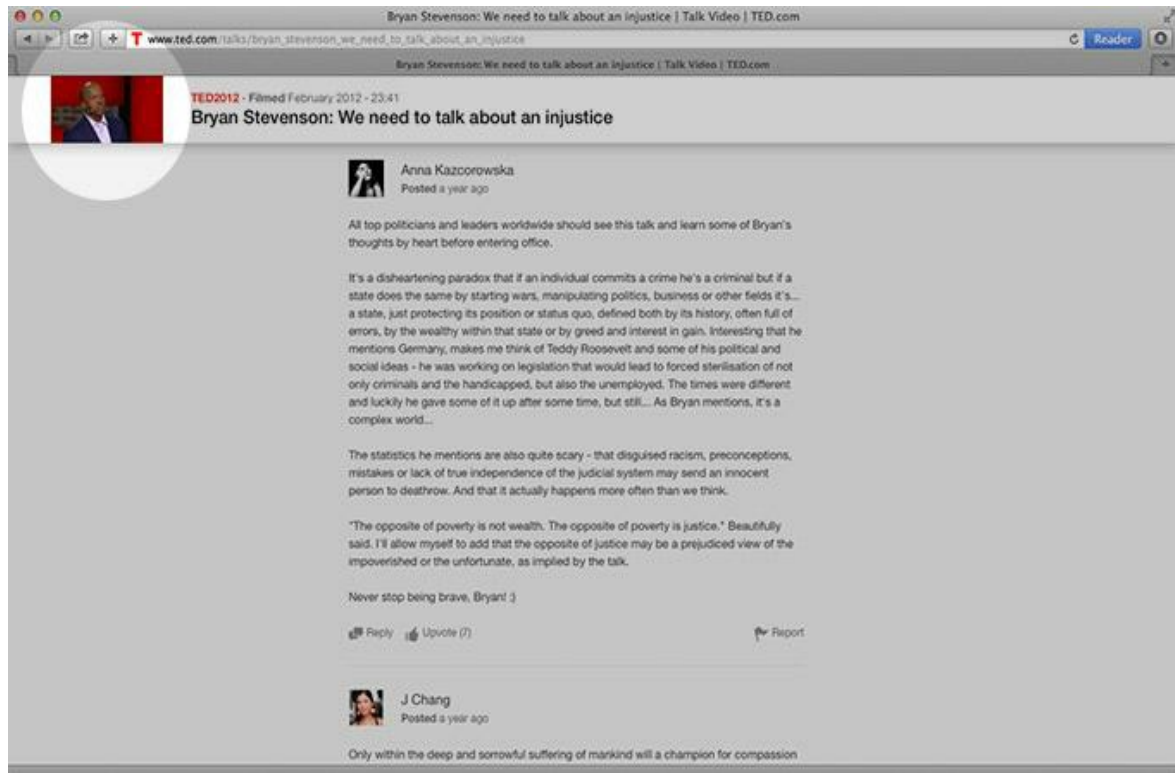 Bryan Stevenson: We need to talk about an injustice | Talk Video | TED.com
T www.ted.com/talks/bryan_stevenson_we_need_to_talk_about_an_injustice
Reader
Bryan Stevenson: We need to talk about an injustice | Talk Video | TED.com
TED2012 - Filmed February 2012 - 23:41
Bryan Stevenson: We need to talk about an injustice
Anna Kazcorowska
Posted a year ago
All top politicians and leaders worldwide should see this talk and learn some of Bryan's
thoughts by heart before entering office.
It's a disheartening paradox that if an individual commits a crime he's a criminal but if a
state does the same by starting wars, manipulating politics, business or other fields it's...
a state, just protecting its position or status quo, defined both by its history, often full of
errors, by the wealthy within that state or by greed and interest in gain. Interesting that he
mentions Germany, makes me think of Teddy Roosevelt and some of his political and
social ideas - he was working on legislation that would lead to forced sterilisation of not
only criminals and the handicapped, but also the unemployed. The times were different
and luckily he gave some of it up after some time, but still... As Bryan mentions, it's a
complex world...
The statistics he mentions are also quite scary - that disguised racism, preconceptions,
mistakes or lack of true independence of the judicial system may send an innocent
person to deathrow. And that it actually happens more often than we think.
"The opposite of poverty is not wealth. The opposite of poverty is justice." Beautifully
said. I'll allow myself to add that the opposite of justice may be a prejudiced view of the
impoverished or the unfortunate, as implied by the talk.
Never stop being brave, Bryan! :)
Reply Upvote (7) Report
J Chang
Posted a year ago
Only within the deep and sorrowful suffering of mankind will a champion for compassion